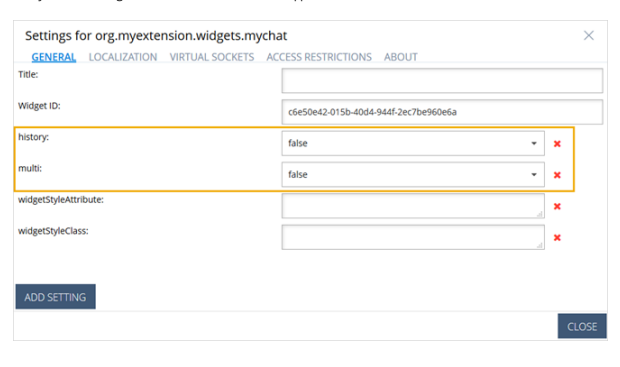 Settings for org.myextension.widgets.mychat
GENERAL LOCALIZATION VIRTUAL SOCKETS ACCESS RESTRICTIONS ABOUT
Title:
Widget ID: c6e50e42-015b-40d4-944f-2ec7be960e6a
history: false
multi: false
widgetStyleAttribute:
widgetStyleClass:
ADD SETTING
CLOSE